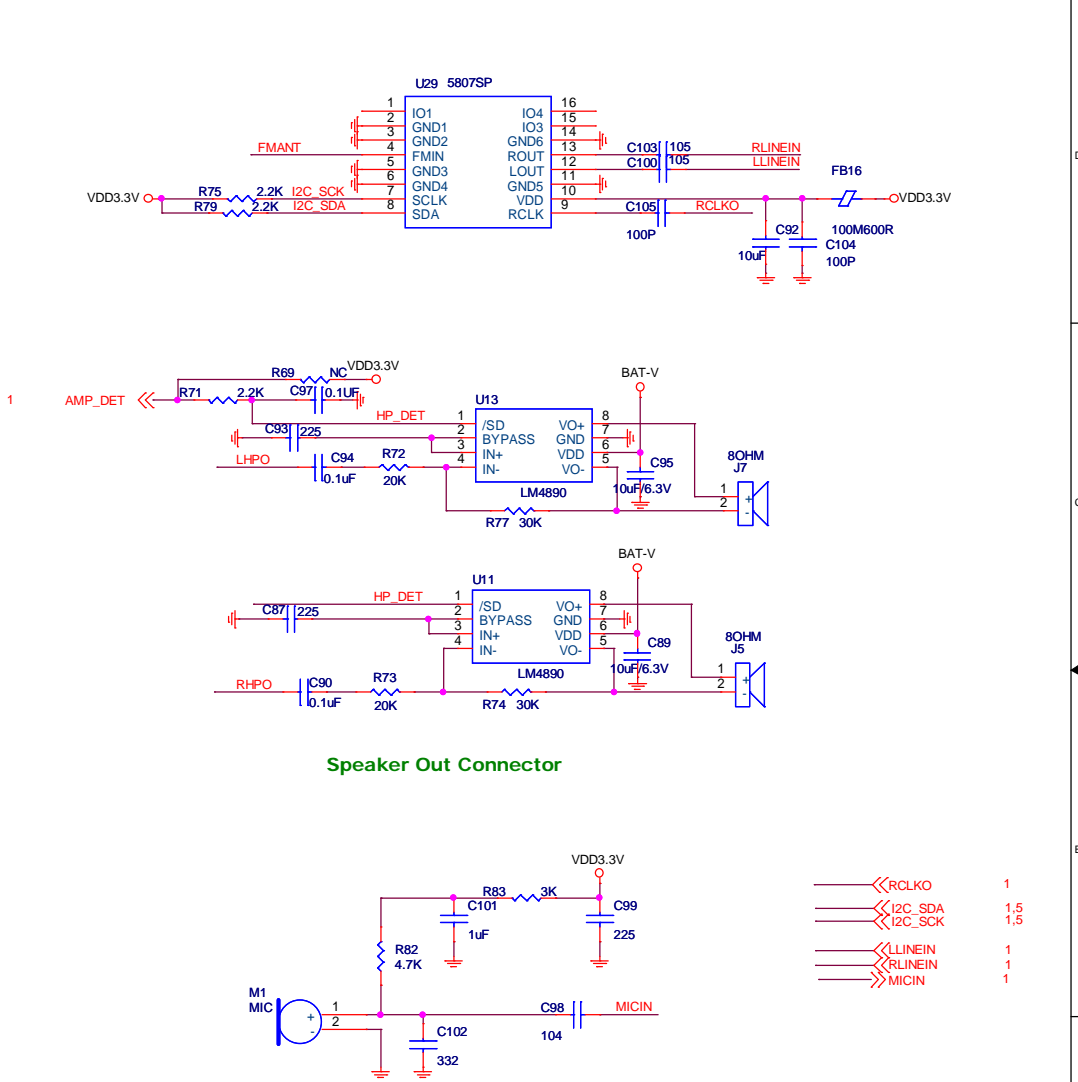 U29 5807SP
1 IO1 IO4 16
2 GND1 IO3 15
3 GND2 GND6 14
FMANT 4 FMIN ROUT 13 C103 105 RLINEIN
5 GND3 LOUT 12 C100 105 LLINEIN
6 GND4 GND5 11
VDD3.3V R75 2.2K I2C_SCK 7 SCLK VDD 10 FB16 VDD3.3V
R79 2.2K I2C_SDA 8 SDA RCLK 9 C105 RCLKO
100P
10uF C92
100M600R
C104
100P
R69 NC VDD3.3V
1 AMP_DET R71 2.2K C97 0.1UF
BAT-V
U13
HP_DET 1 /SD VO+ 8
C93 225 2 BYPASS GND 7
3 IN+ VDD 6
LHPO C94 R72 4 IN- VO- 5
0.1uF 20K
C95
10uF/6.3V
LM4890
R77 30K
8OHM
J7
1 +
2 -
BAT-V
U11
HP_DET 1 /SD VO+ 8
C87 225 2 BYPASS GND 7
3 IN+ VDD 6
4 IN- VO- 5
C89
10uF/6.3V
LM4890
8OHM
J5
1 +
2 -
RHPO C90 R73
0.1uF 20K
R74 30K
Speaker Out Connector
VDD3.3V
R83 3K
C101
1uF
C99
225
R82
4.7K
M1
MIC
1 +
2 -
C98 MICIN
104
C102
332
RCLKO 1
I2C_SDA 1,5
I2C_SCK 1,5
LLINEIN 1
RLINEIN 1
MICIN 1